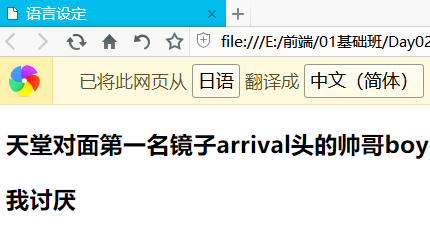 语言设定
file:///E:/前端/01基础班/Day02
已将此网页从 日语 翻译成 中文（简体）
天堂对面第一名镜子arrival头的帅哥boy
我讨厌